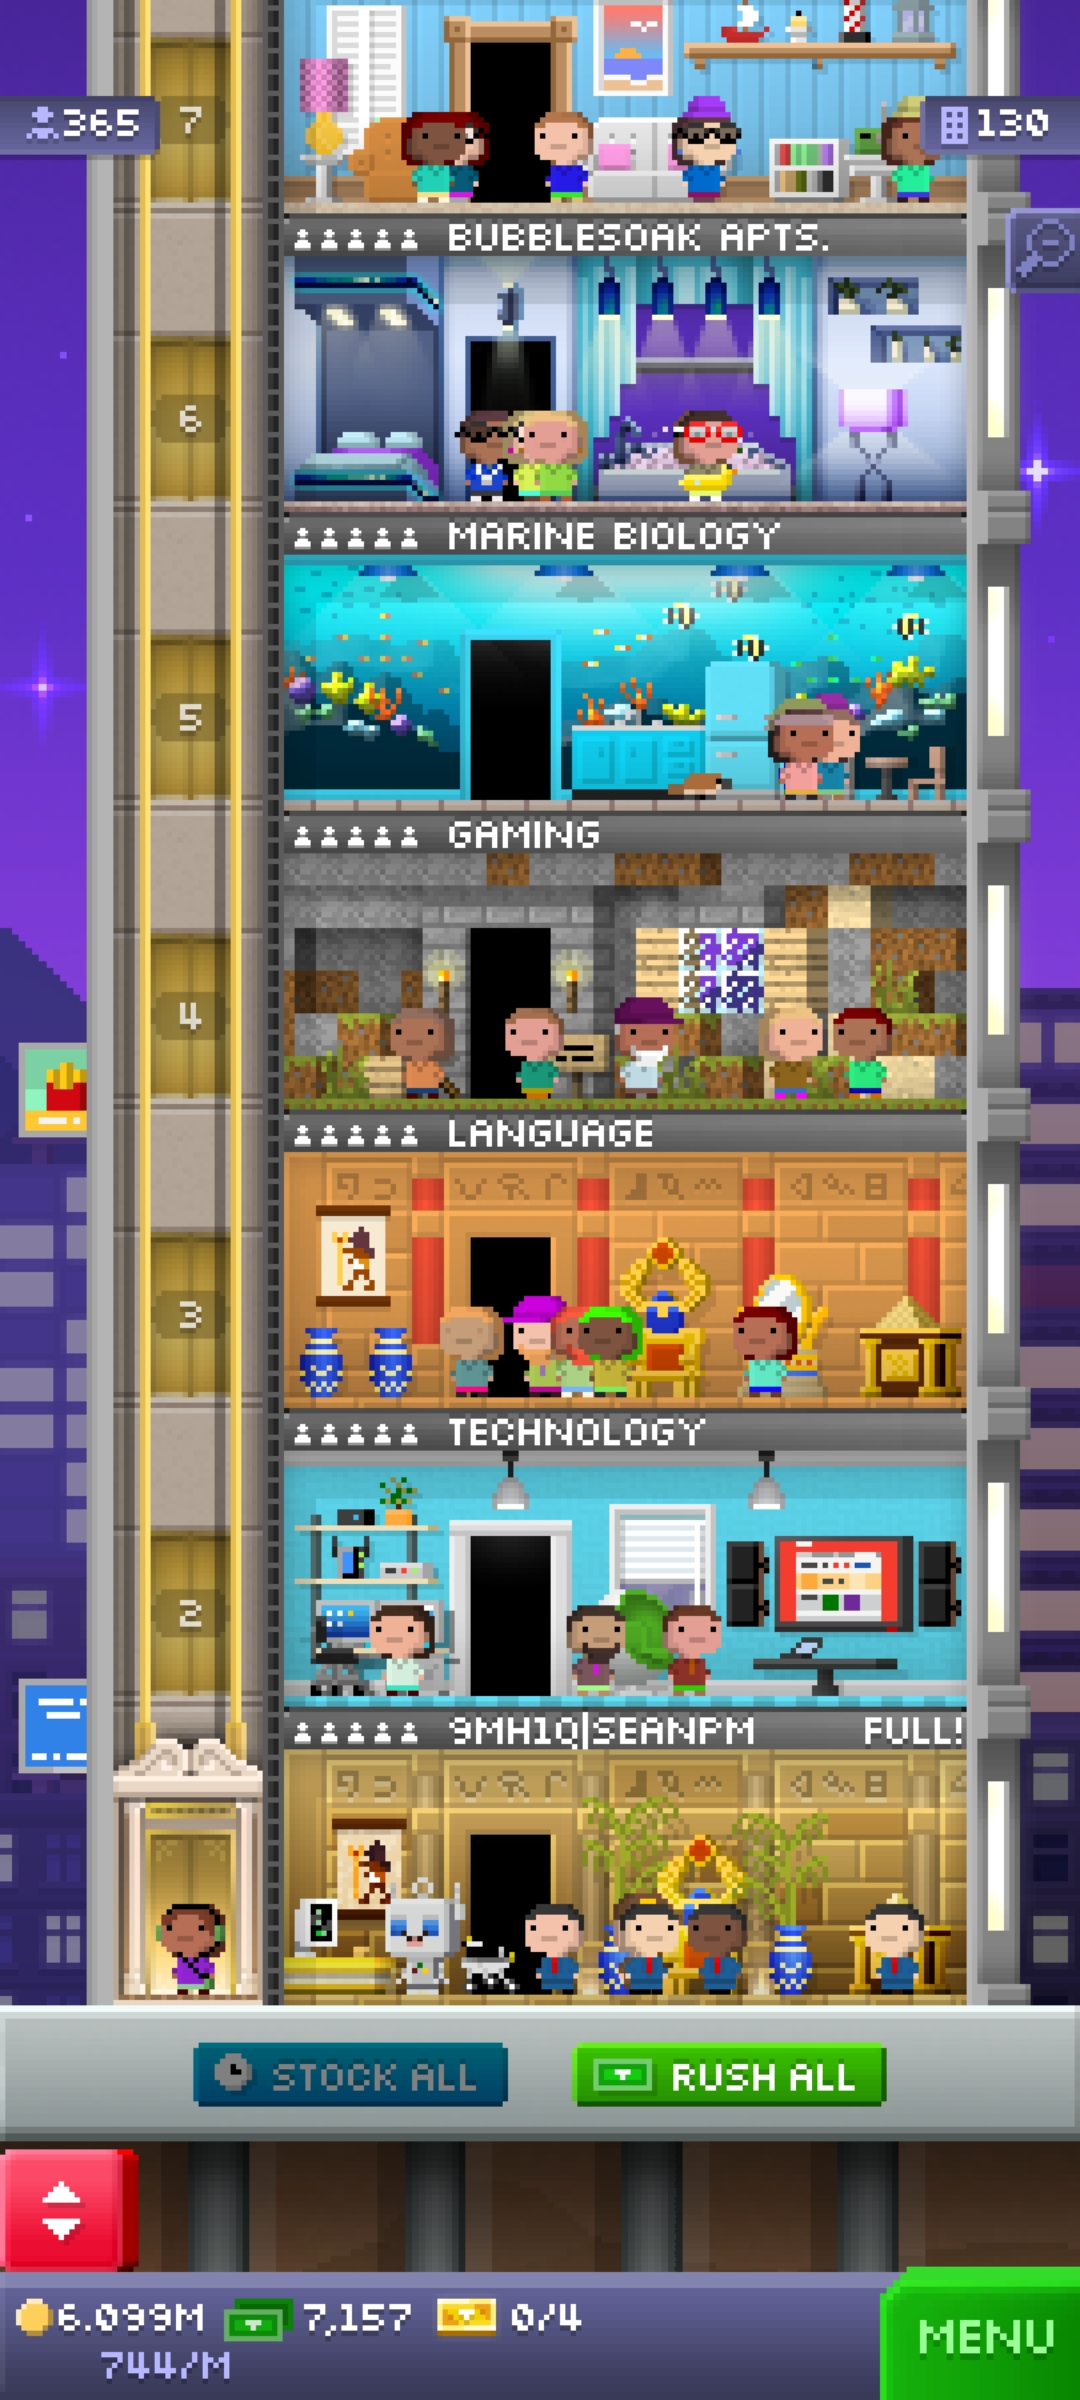 7
365
130
BUBBLESOAK APTS.
6
MARINE BIOLOGY
5
GAMING
4
LANGUAGE
3
TECHNOLOGY
2
9MH1Q|SEANPM FULL!
STOCK ALL
RUSH ALL
6.099M
7,157
0/4
744/M
MENU